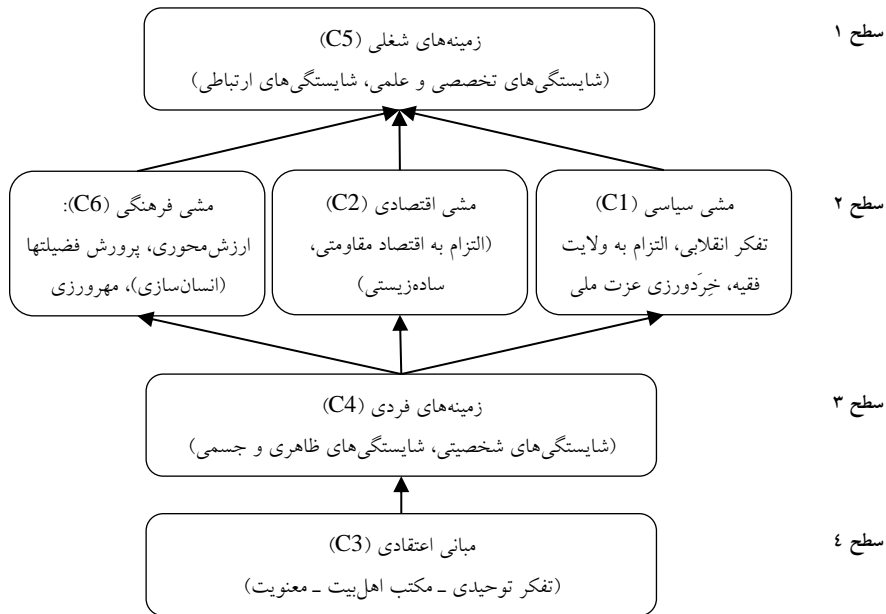 سطح ۱
زمینه‌های شغلی (C5)
(شایستگی‌های تخصصی و علمی، شایستگی‌های ارتباطی)
سطح ۲
مشی سیاسی (C1)
تفکر انقلابی، التزام به ولایت
فقیه، خِرَدورزی عزت ملی
مشی اقتصادی (C2)
(التزام به اقتصاد مقاومتی،
ساده‌زیستی)
مشی فرهنگی (C6):
ارزش‌محوری، پرورش فضیلتها
(انسان‌سازی)، مهرورزی
سطح ۳
زمینه‌های فردی (C4)
(شایستگی‌های شخصیتی، شایستگی‌های ظاهری و جسمی)
سطح ٤
مبانی اعتقادی (C3)
(تفکر توحیدی ـ مکتب اهل‌بیت ـ معنویت)